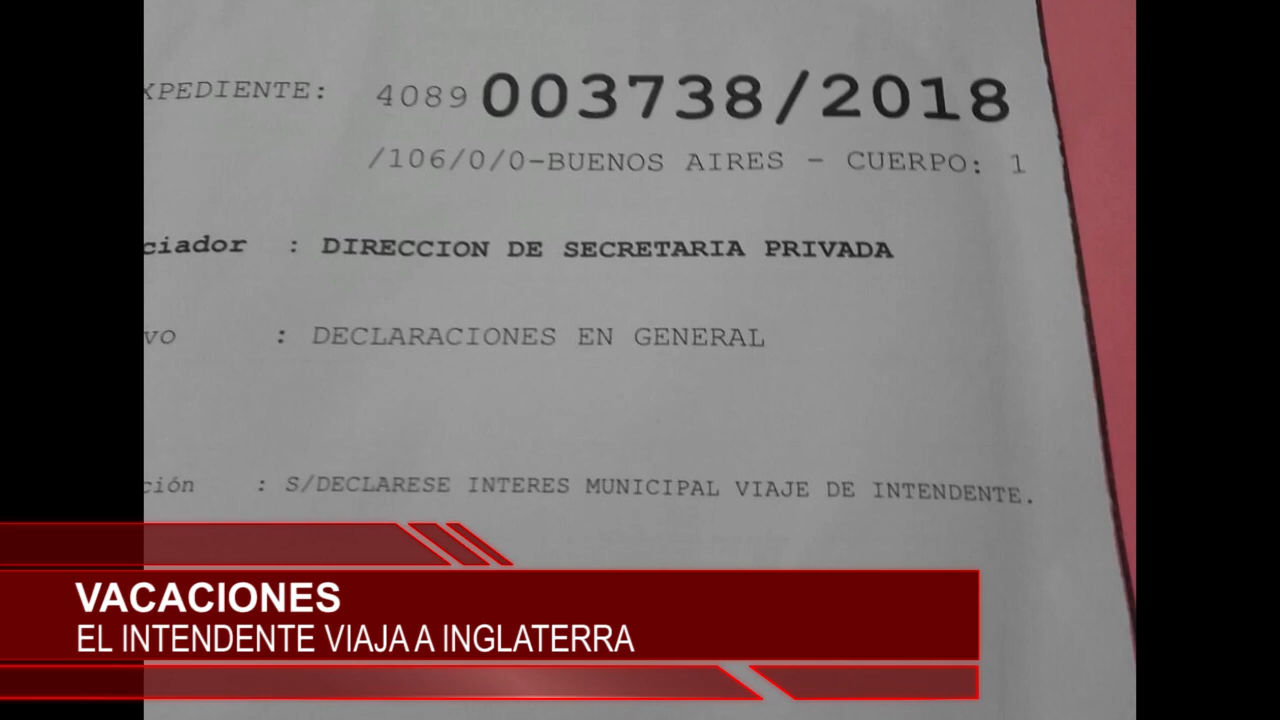 XPEDIENTE: 4089 003738/2018
/106/0/0-BUENOS AIRES - CUERPO: 1
ciador : DIRECCION DE SECRETARIA PRIVADA
vo : DECLARACIONES EN GENERAL
ción : S/DECLARESE INTERES MUNICIPAL VIAJE DE INTENDENTE.
VACACIONES
EL INTENDENTE VIAJA A INGLATERRA